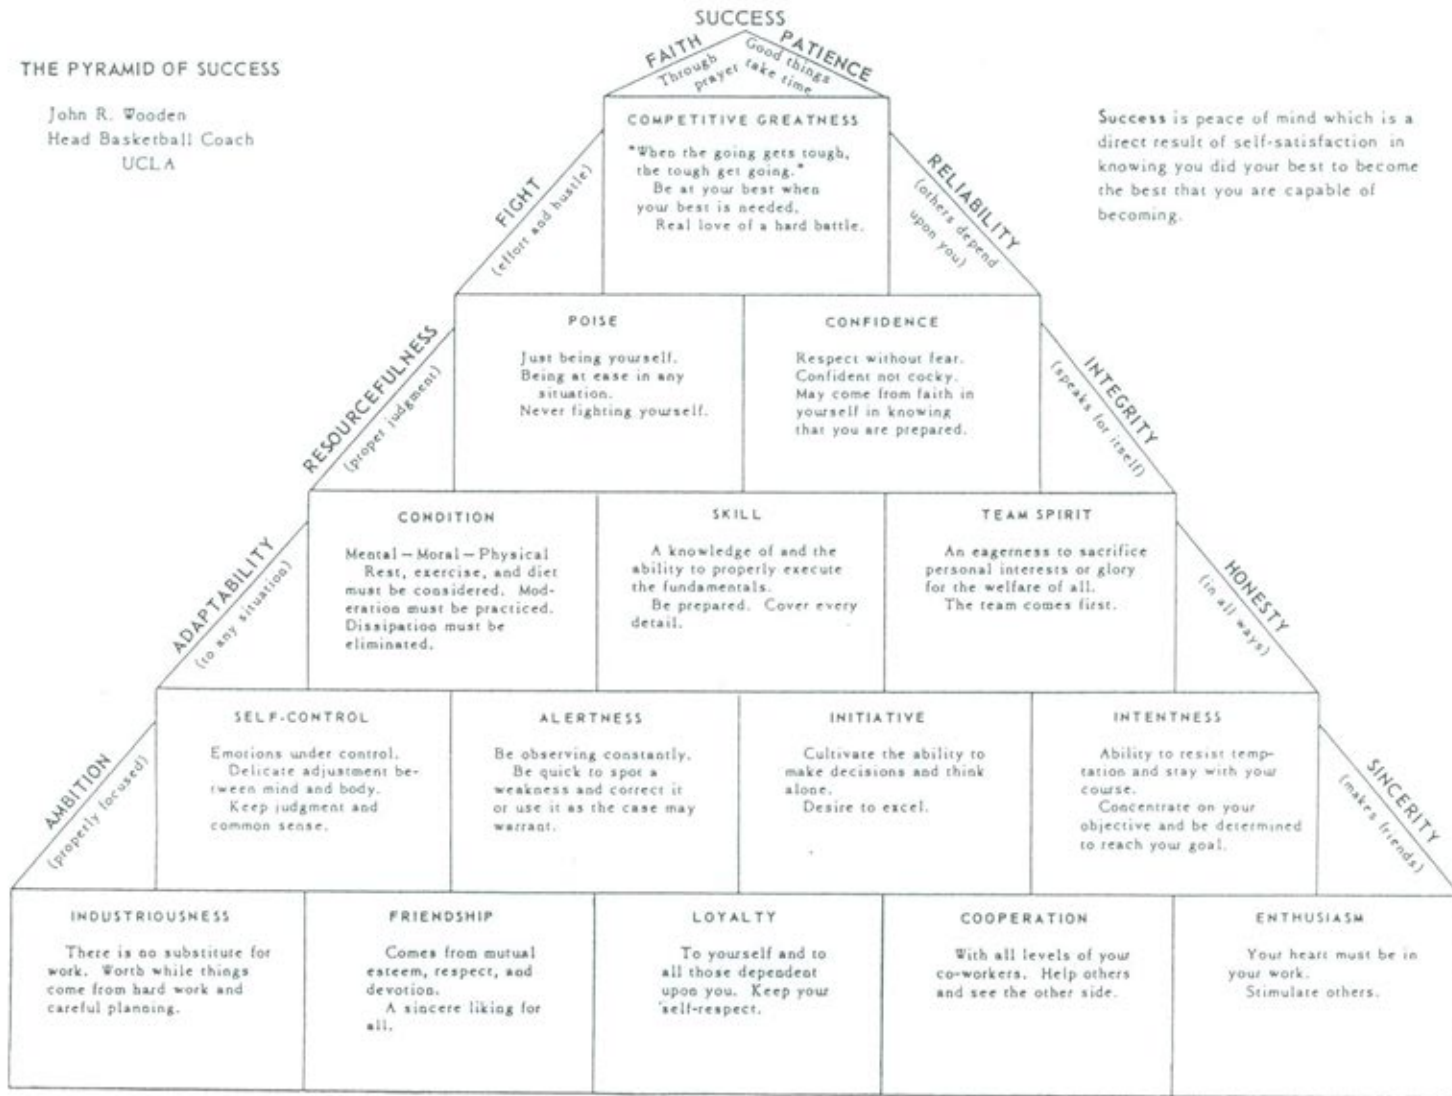 SUCCESS
FAITH
Through
prayer
PATIENCE
Good things
take time
THE PYRAMID OF SUCCESS
John R. Wooden
Head Basketball Coach
UCLA
Success is peace of mind which is a
direct result of self-satisfaction in
knowing you did your best to become
the best that you are capable of
becoming.
FIGHT
(effort and hustle)
COMPETITIVE GREATNESS
"When the going gets tough,
the tough get going."
Be at your best when
your best is needed.
Real love of a hard battle.
RELIABILITY
(others depend
upon you)
RESOURCEFULNESS
(proper judgment)
POISE
Just being yourself.
Being at ease in any
situation.
Never fighting yourself.
CONFIDENCE
Respect without fear.
Confident not cocky.
May come from faith in
yourself in knowing
that you are prepared.
INTEGRITY
(speaks for itself)
ADAPTABILITY
(to any situation)
CONDITION
Mental — Moral — Physical
Rest, exercise, and diet
must be considered. Mod-
eration must be practiced.
Dissipation must be
eliminated.
SKILL
A knowledge of and the
ability to properly execute
the fundamentals.
Be prepared. Cover every
detail.
TEAM SPIRIT
An eagerness to sacrifice
personal interests or glory
for the welfare of all.
The team comes first.
HONESTY
(in all ways)
AMBITION
(properly focused)
SELF-CONTROL
Emotions under control.
Delicate adjustment be-
tween mind and body.
Keep judgment and
common sense.
ALERTNESS
Be observing constantly.
Be quick to spot a
weakness and correct it
or use it as the case may
warrant.
INITIATIVE
Cultivate the ability to
make decisions and think
alone.
Desire to excel.
INTENTNESS
Ability to resist temp-
tation and stay with your
course.
Concentrate on your
objective and be determined
to reach your goal.
SINCERITY
(makes friends)
INDUSTRIOUSNESS
There is no substitute for
work. Worth while things
come from hard work and
careful planning.
FRIENDSHIP
Comes from mutual
esteem, respect, and
devotion.
A sincere liking for
all.
LOYALTY
To yourself and to
all those dependent
upon you. Keep your
self-respect.
COOPERATION
With all levels of your
co-workers. Help others
and see the other side.
ENTHUSIASM
Your heart must be in
your work.
Stimulate others.